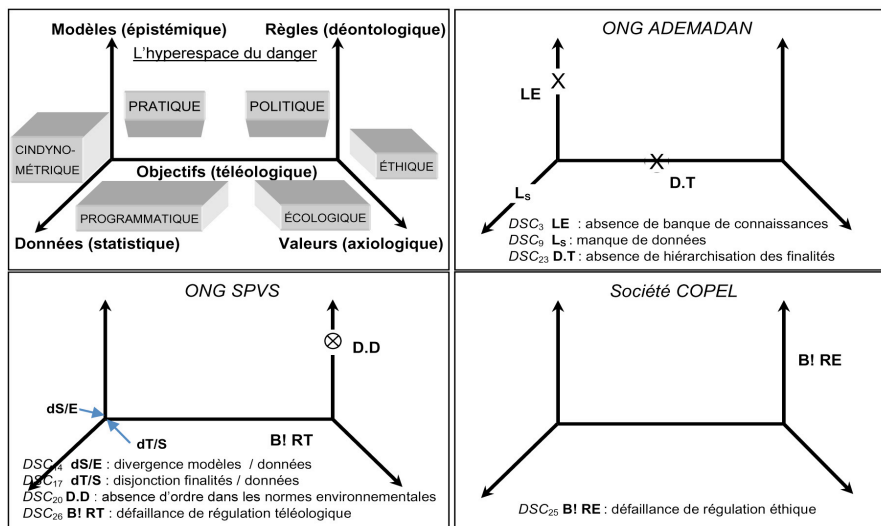 Modèles (épistémique)
Règles (déontologique)
L'hyperespace du danger
PRATIQUE
POLITIQUE
CINDYNO-
MÉTRIQUE
ÉTHIQUE
Objectifs (téléologique)
PROGRAMMATIQUE
ÉCOLOGIQUE
Données (statistique)
Valeurs (axiologique)
ONG ADEMADAN
X
LE
X
D.T
Ls
DSC3 LE : absence de banque de connaissances
DSC9 Ls : manque de données
DSC23 D.T : absence de hiérarchisation des finalités
ONG SPVS
D.D
dS/E
dT/S
B! RT
DSC14 dS/E : divergence modèles / données
DSC17 dT/S : disjonction finalités / données
DSC20 D.D : absence d'ordre dans les normes environnementales
DSC26 B! RT : défaillance de régulation téléologique
Société COPEL
B! RE
DSC25 B! RE : défaillance de régulation éthique